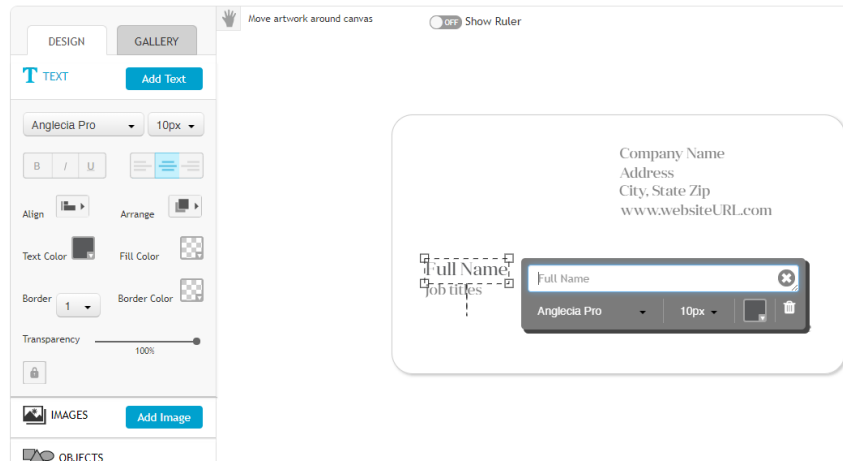 Move artwork around canvas
OFF Show Ruler
DESIGN GALLERY
T TEXT Add Text
Anglecia Pro 10px
B I U
Align Arrange
Text Color Fill Color
Border 1 Border Color
Transparency
100%
IMAGES Add Image
OBJECTS
Company Name
Address
City, State Zip
www.websiteURL.com
Full Name
Job titles
Full Name
Anglecia Pro 10px